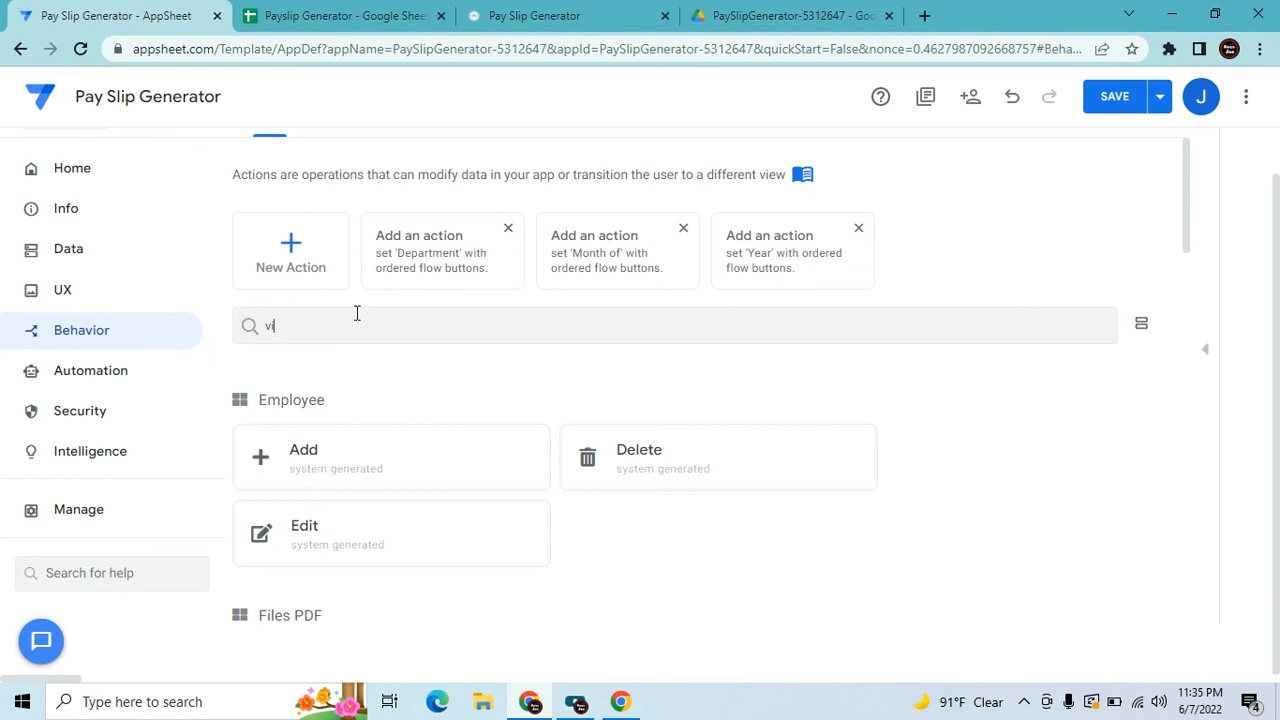 Pay Slip Generator - AppSheet
Payslip Generator - Google Sheet
Pay Slip Generator
PaySlipGenerator-5312647 - Goo
appsheet.com/Template/AppDef?appName=PaySlipGenerator-5312647&appId=PaySlipGenerator-5312647&quickStart=False&nonce=0.4627987092668757#Beha...
Pay Slip Generator
SAVE
J
Home
Info
Data
UX
Behavior
Automation
Security
Intelligence
Manage
Search for help
Actions are operations that can modify data in your app or transition the user to a different view
New Action
Add an action
set 'Department' with
ordered flow buttons.
Add an action
set 'Month of' with
ordered flow buttons.
Add an action
set 'Year' with ordered
flow buttons.
vi
Employee
Add
system generated
Delete
system generated
Edit
system generated
Files PDF
Type here to search
91°F Clear
11:35 PM
6/7/2022
4